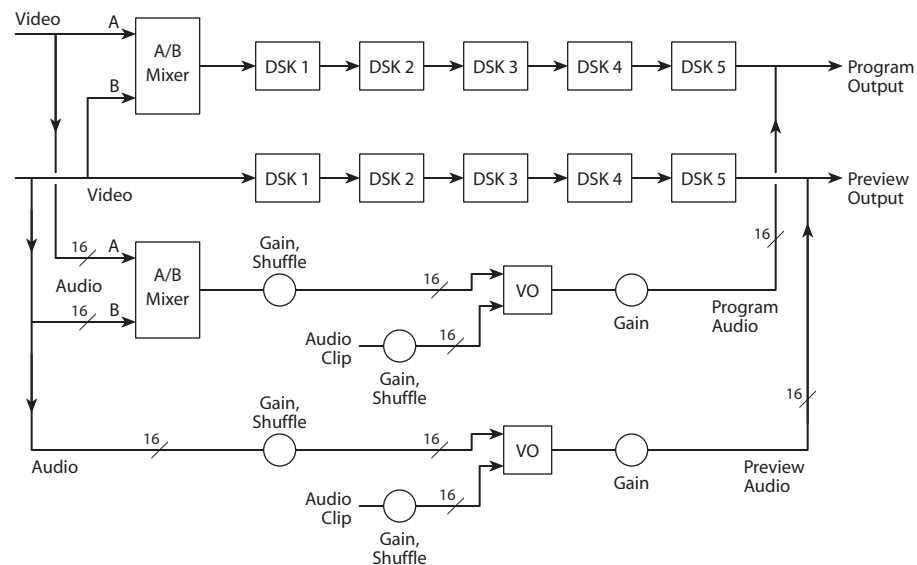 Video
A
A/B
Mixer
B
DSK 1
DSK 2
DSK 3
DSK 4
DSK 5
Program
Output
Video
DSK 1
DSK 2
DSK 3
DSK 4
DSK 5
Preview
Output
16
A
Audio
16
B
A/B
Mixer
Gain,
Shuffle
16
VO
Gain
16
Program
Audio
Audio
Clip
16
Gain,
Shuffle
Audio
16
Gain,
Shuffle
16
VO
Gain
16
Preview
Audio
Audio
Clip
16
Gain,
Shuffle